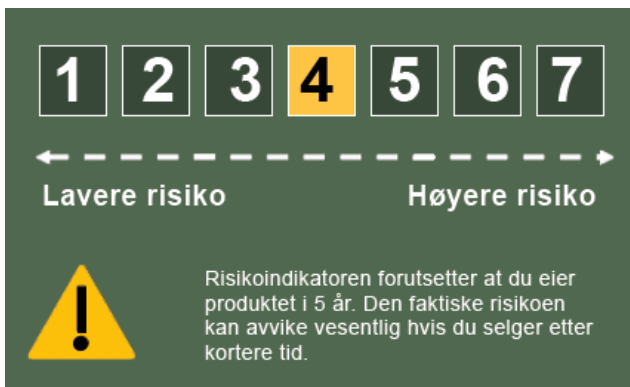 1 2 3 4 5 6 7
Lavere risiko Høyere risiko
Risikoindikatoren forutsetter at du eier
produktet i 5 år. Den faktiske risikoen
kan avvike vesentlig hvis du selger etter
kortere tid.